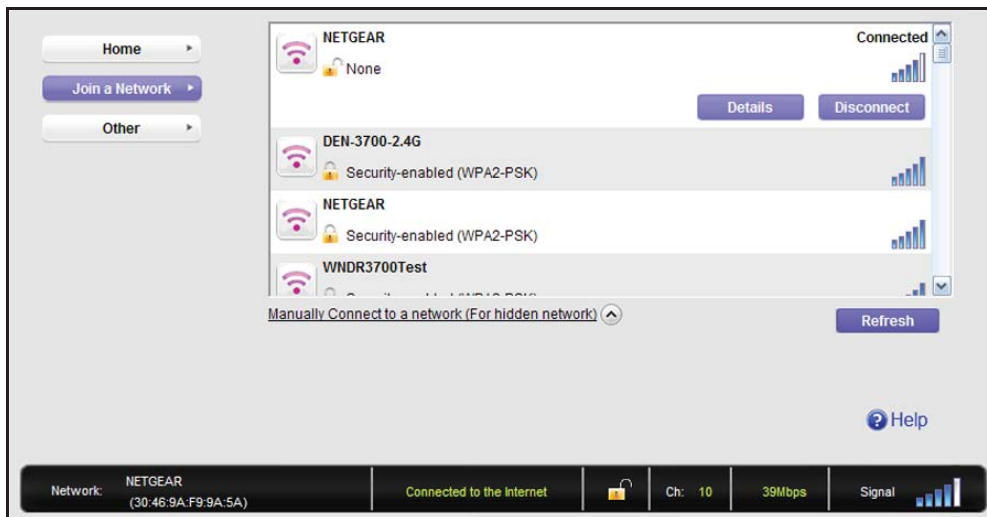 Home
Join a Network
Other
NETGEAR
Connected
None
Details
Disconnect
DEN-3700-2.4G
Security-enabled (WPA2-PSK)
NETGEAR
Security-enabled (WPA2-PSK)
WNDR3700Test
Manually Connect to a network (For hidden network)
Refresh
Help
Network: NETGEAR
(30:46:9A:F9:9A:5A)
Connected to the Internet
Ch: 10
39Mbps
Signal